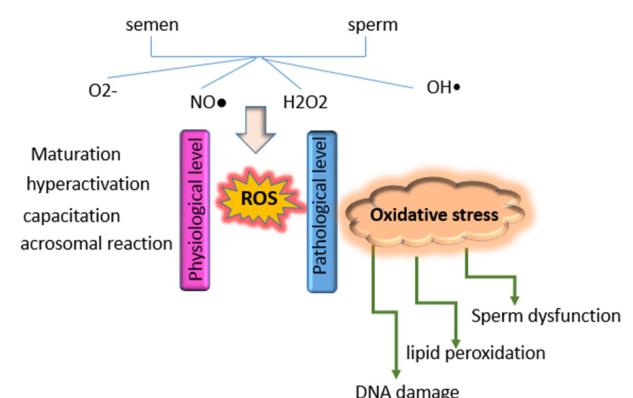 semen
sperm
O2-
NO●
H2O2
OH•
Maturation
hyperactivation
capacitation
acrosomal reaction
Physiological level
ROS
Pathological level
Oxidative stress
Sperm dysfunction
lipid peroxidation
DNA damage